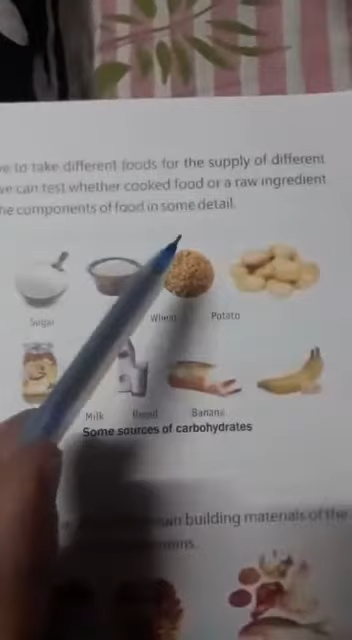 to take different foods for the supply of different
we can test whether cooked food or a raw ingredient
he components of food in some detail.
Sugar
Wheat
Potato
Milk
Bread
Banana
Some sources of carbohydrates
building materials of the